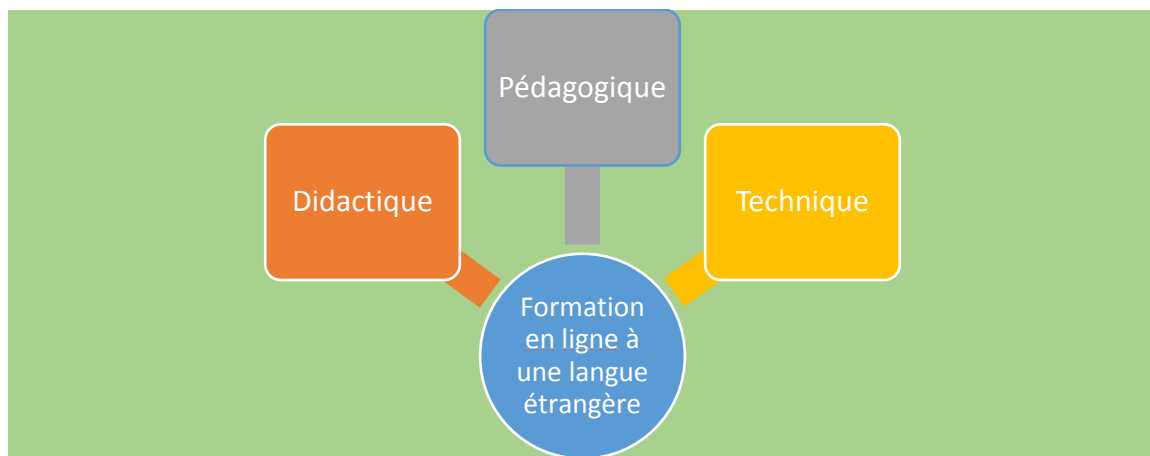 Pédagogique
Didactique
Technique
Formation
en ligne à
une langue
étrangère